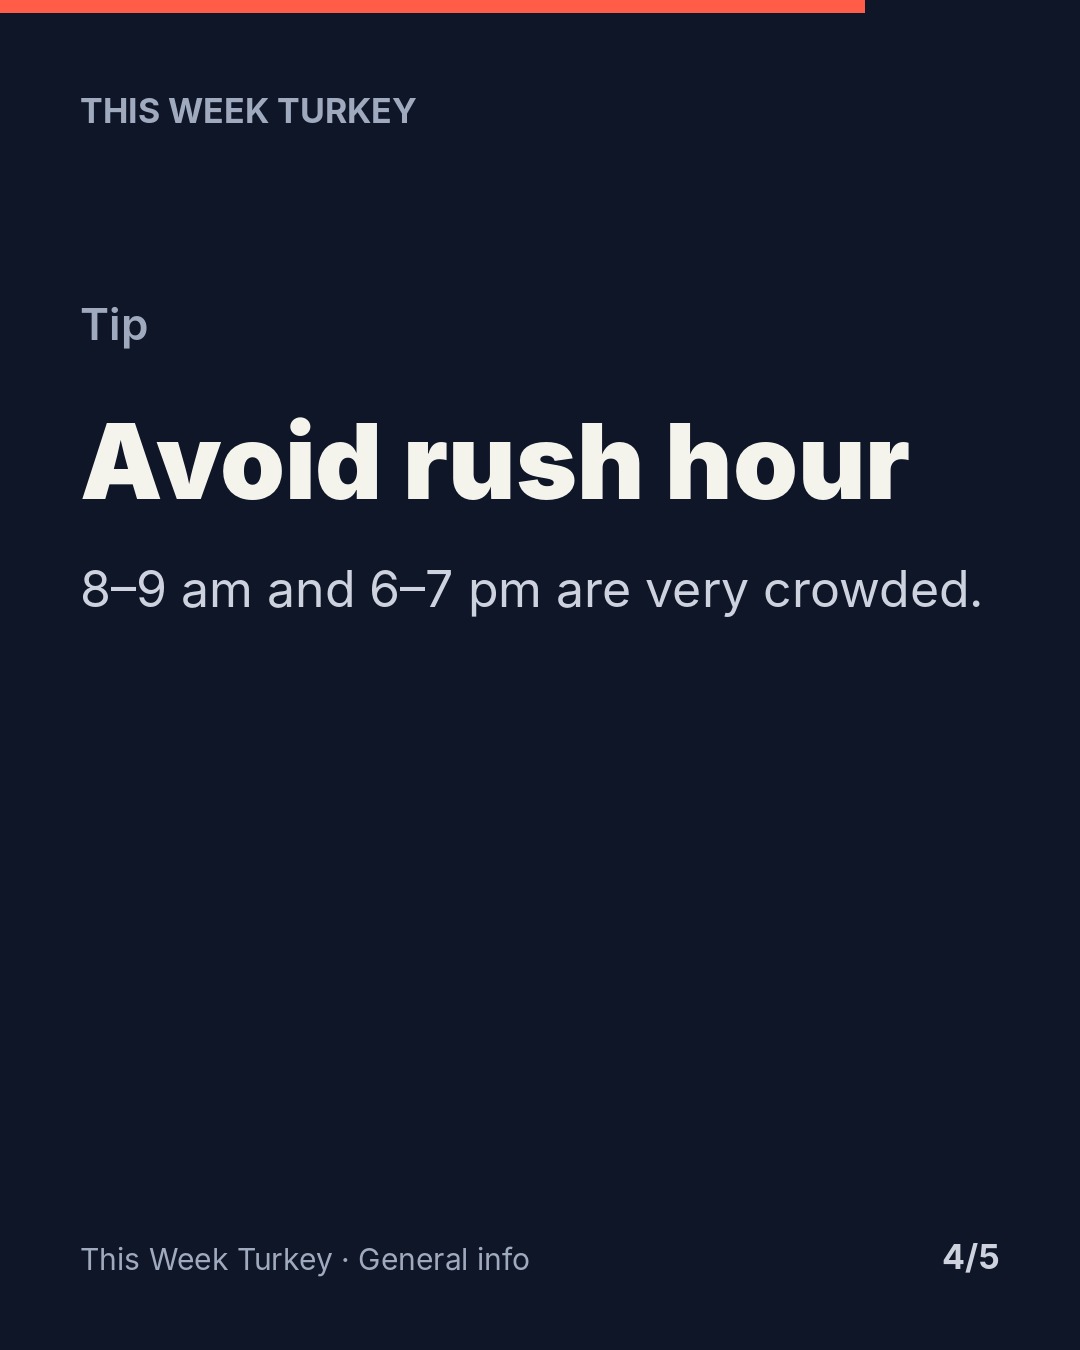 THIS WEEK TURKEY
Tip
Avoid rush hour
8–9 am and 6–7 pm are very crowded.
This Week Turkey · General info
4/5